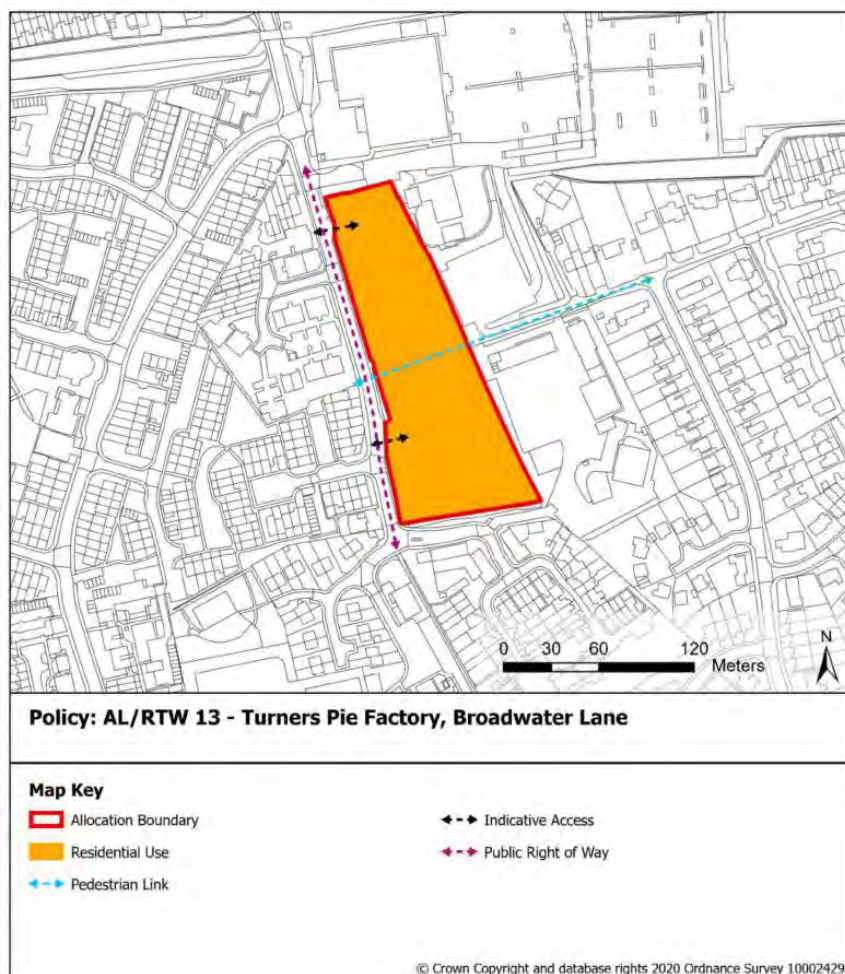 N
0 30 60 120
Meters
Policy: AL/RTW 13 - Turners Pie Factory, Broadwater Lane
Map Key
Allocation Boundary
Indicative Access
Residential Use
Public Right of Way
Pedestrian Link
© Crown Copyright and database rights 2020 Ordnance Survey 10002429